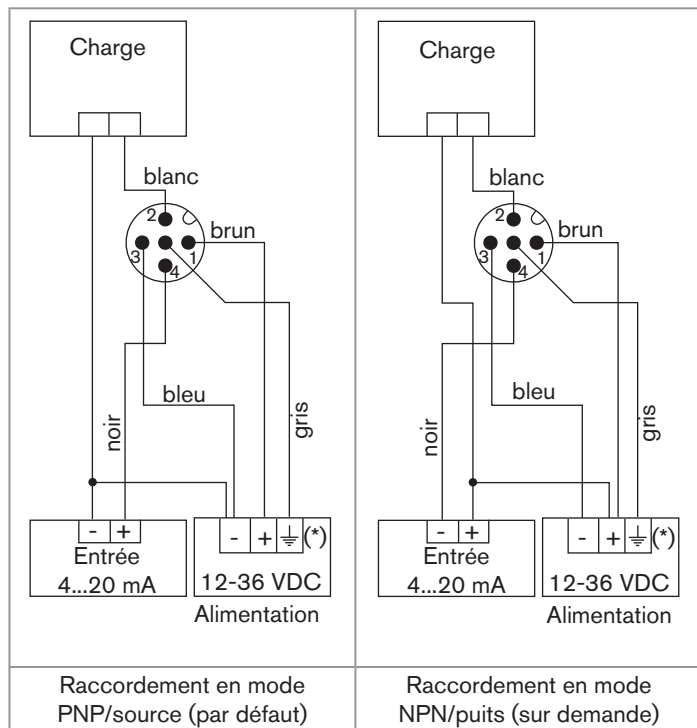 Charge
blanc
2
brun
3
1
4
bleu
noir
gris
- +
- + (*)
Entrée
4...20 mA
12-36 VDC
Alimentation
Raccordement en mode
PNP/source (par défaut)
Charge
blanc
2
brun
3
1
4
bleu
noir
gris
- +
- + (*)
Entrée
4...20 mA
12-36 VDC
Alimentation
Raccordement en mode
NPN/puits (sur demande)